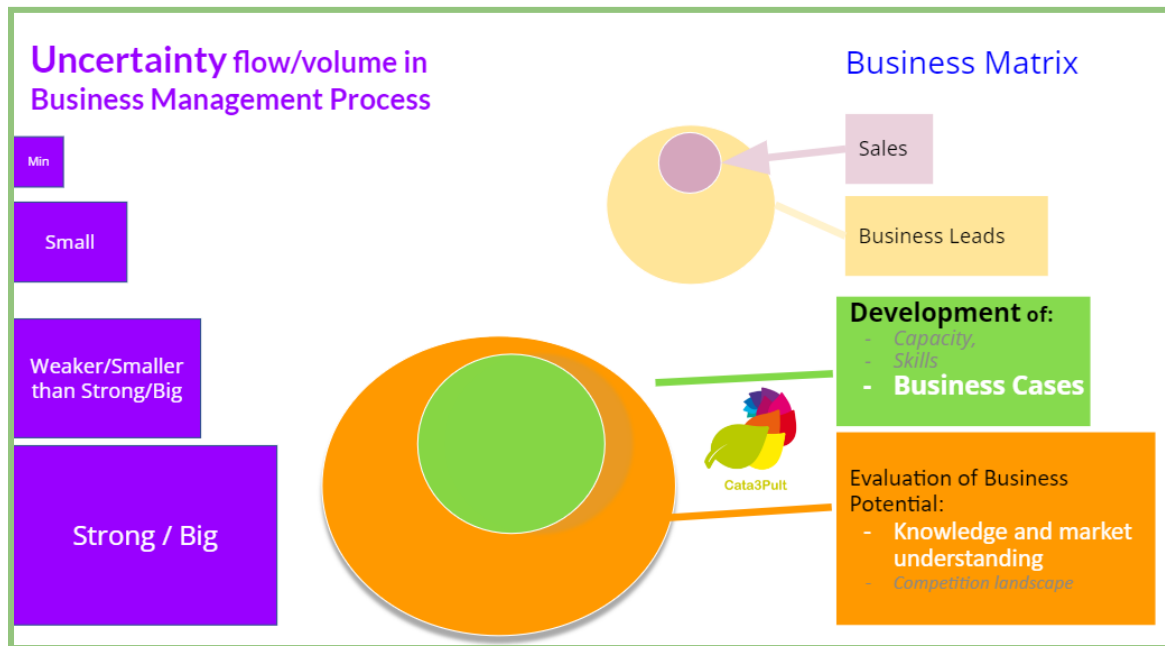 Uncertainty flow/volume in
Business Management Process
Business Matrix
Min
Sales
Small
Business Leads
Weaker/Smaller
than Strong/Big
Development of:
- Capacity,
- Skills
- Business Cases
Cata3Pult
Strong / Big
Evaluation of Business
Potential:
- Knowledge and market
understanding
- Competition landscape